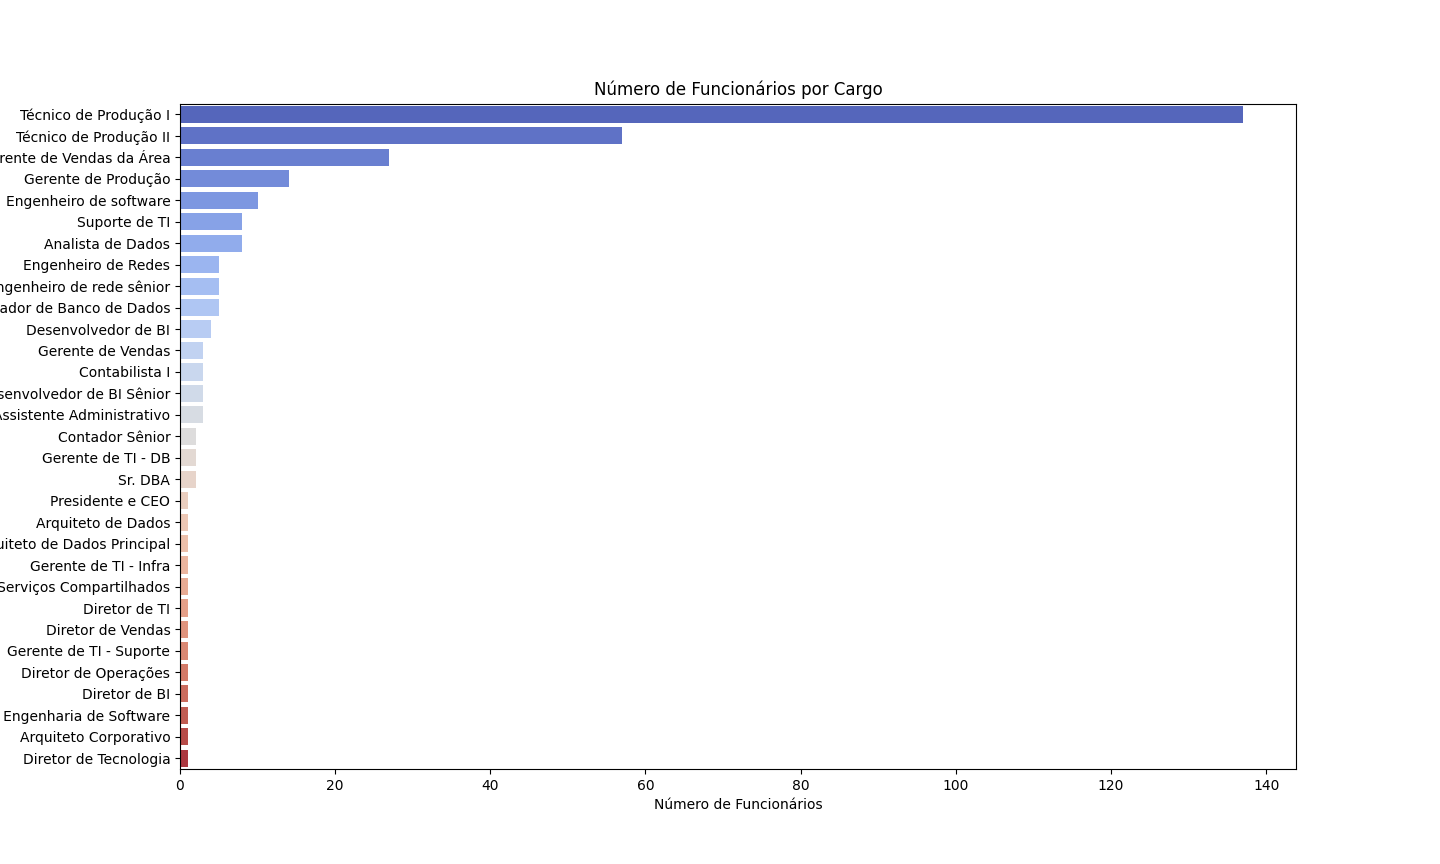 Número de Funcionários por Cargo
Técnico de Produção I
Técnico de Produção II
rente de Vendas da Área
Gerente de Produção
Engenheiro de software
Suporte de TI
Analista de Dados
Engenheiro de Redes
ngenheiro de rede sênior
ador de Banco de Dados
Desenvolvedor de BI
Gerente de Vendas
Contabilista I
senvolvedor de BI Sênior
Assistente Administrativo
Contador Sênior
Gerente de TI - DB
Sr. DBA
Presidente e CEO
Arquiteto de Dados
uiteto de Dados Principal
Gerente de TI - Infra
Serviços Compartilhados
Diretor de TI
Diretor de Vendas
Gerente de TI - Suporte
Diretor de Operações
Diretor de BI
Engenharia de Software
Arquiteto Corporativo
Diretor de Tecnologia
0 20 40 60 80 100 120 140
Número de Funcionários